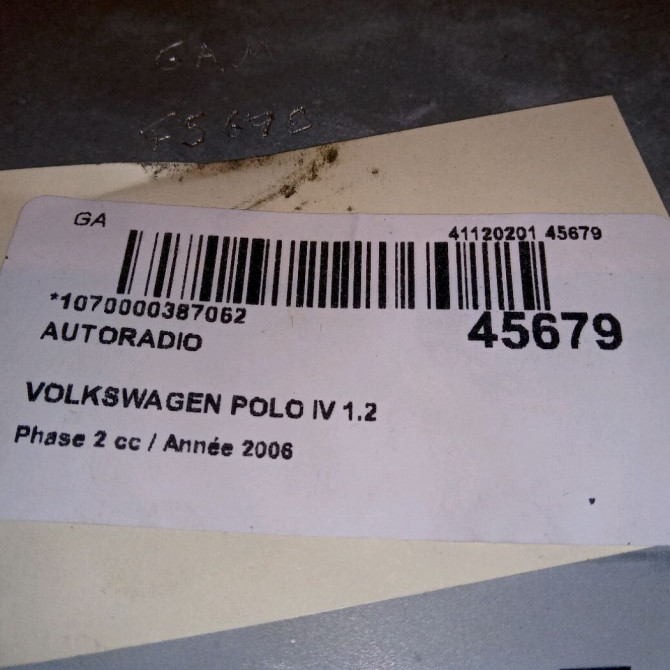 GA
41120201 45679
*1070000387062
45679
AUTORADIO
VOLKSWAGEN POLO IV 1.2
Phase 2 cc / Année 2006